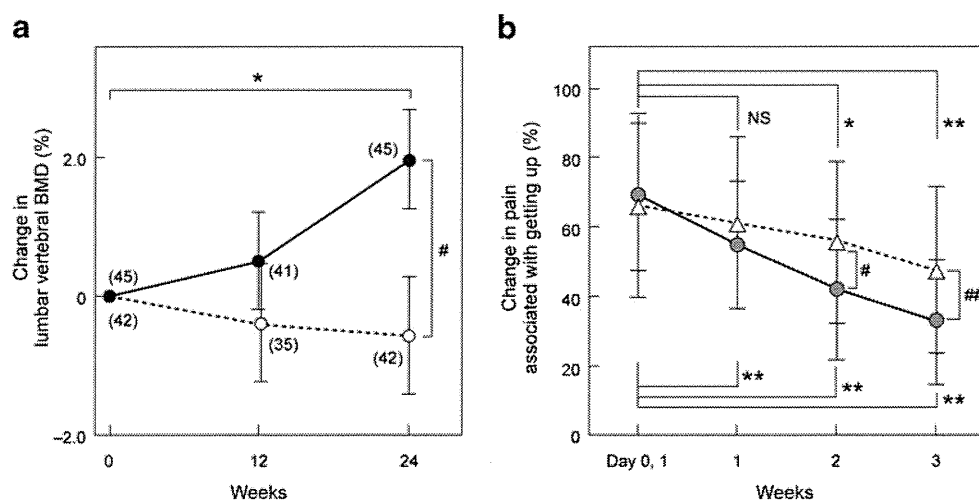 a
Change in
lumbar vertebral BMD (%)
2.0
0
–2.0
*
(45)
(45)
(41)
(42)
(35)
(42)
#
0 12 24
Weeks
b
Change in pain
associated with getting up (%)
100
80
60
40
20
0
NS
*
**
#
##
**
**
**
Day 0, 1 1 2 3
Weeks